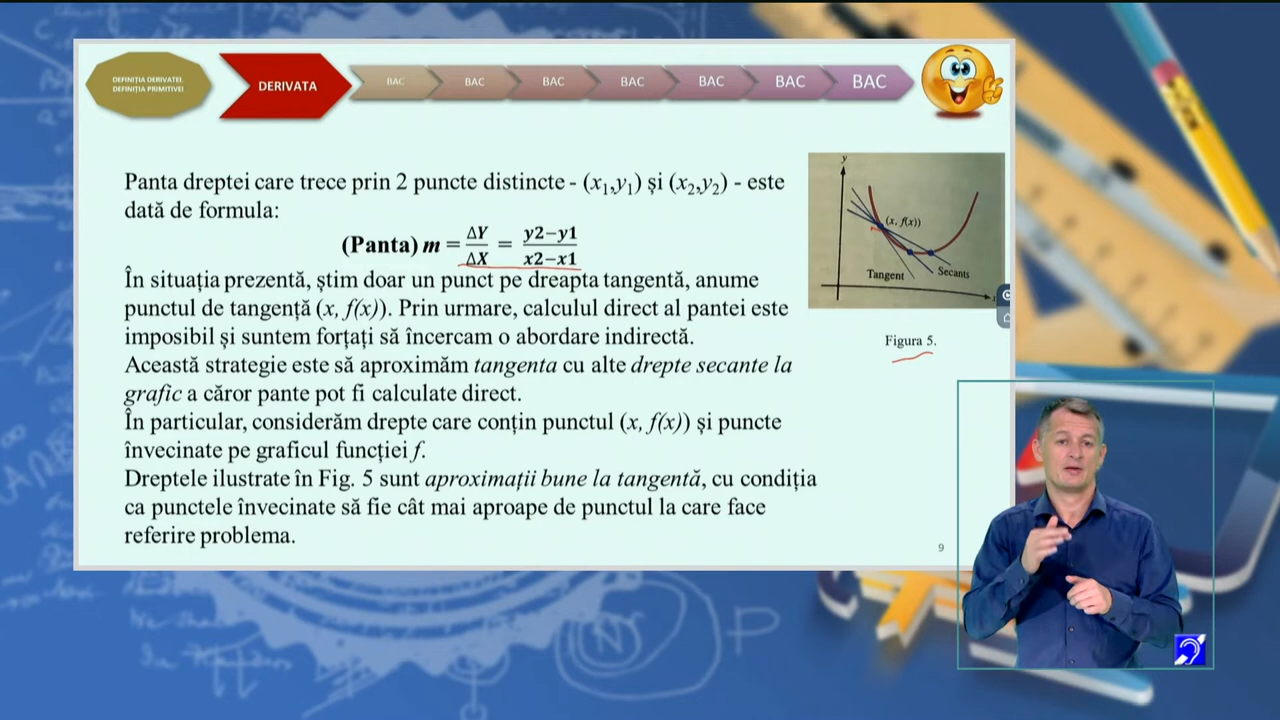 DEFINIȚIA DERIVATEI.
DEFINIȚIA PRIMITIVEI
DERIVATA
BAC
BAC
BAC
BAC
BAC
BAC
BAC
Panta dreptei care trece prin 2 puncte distincte - (x₁,y₁) și (x₂,y₂) - este
dată de formula:
(Panta) m = ΔY/ΔX = y2−y1/x2−x1
În situația prezentă, știm doar un punct pe dreapta tangentă, anume
punctul de tangență (x, f(x)). Prin urmare, calculul direct al pantei este
imposibil și suntem forțați să încercam o abordare indirectă.
Această strategie este să aproximăm tangenta cu alte drepte secante la
grafic a căror pante pot fi calculate direct.
În particular, considerăm drepte care conțin punctul (x, f(x)) și puncte
învecinate pe graficul funcției f.
Dreptele ilustrate în Fig. 5 sunt aproximații bune la tangentă, cu condiția
ca punctele învecinate să fie cât mai aproape de punctul la care face
referire problema.
y
(x, f(x))
Tangent
Secants
Figura 5.
9
P
N